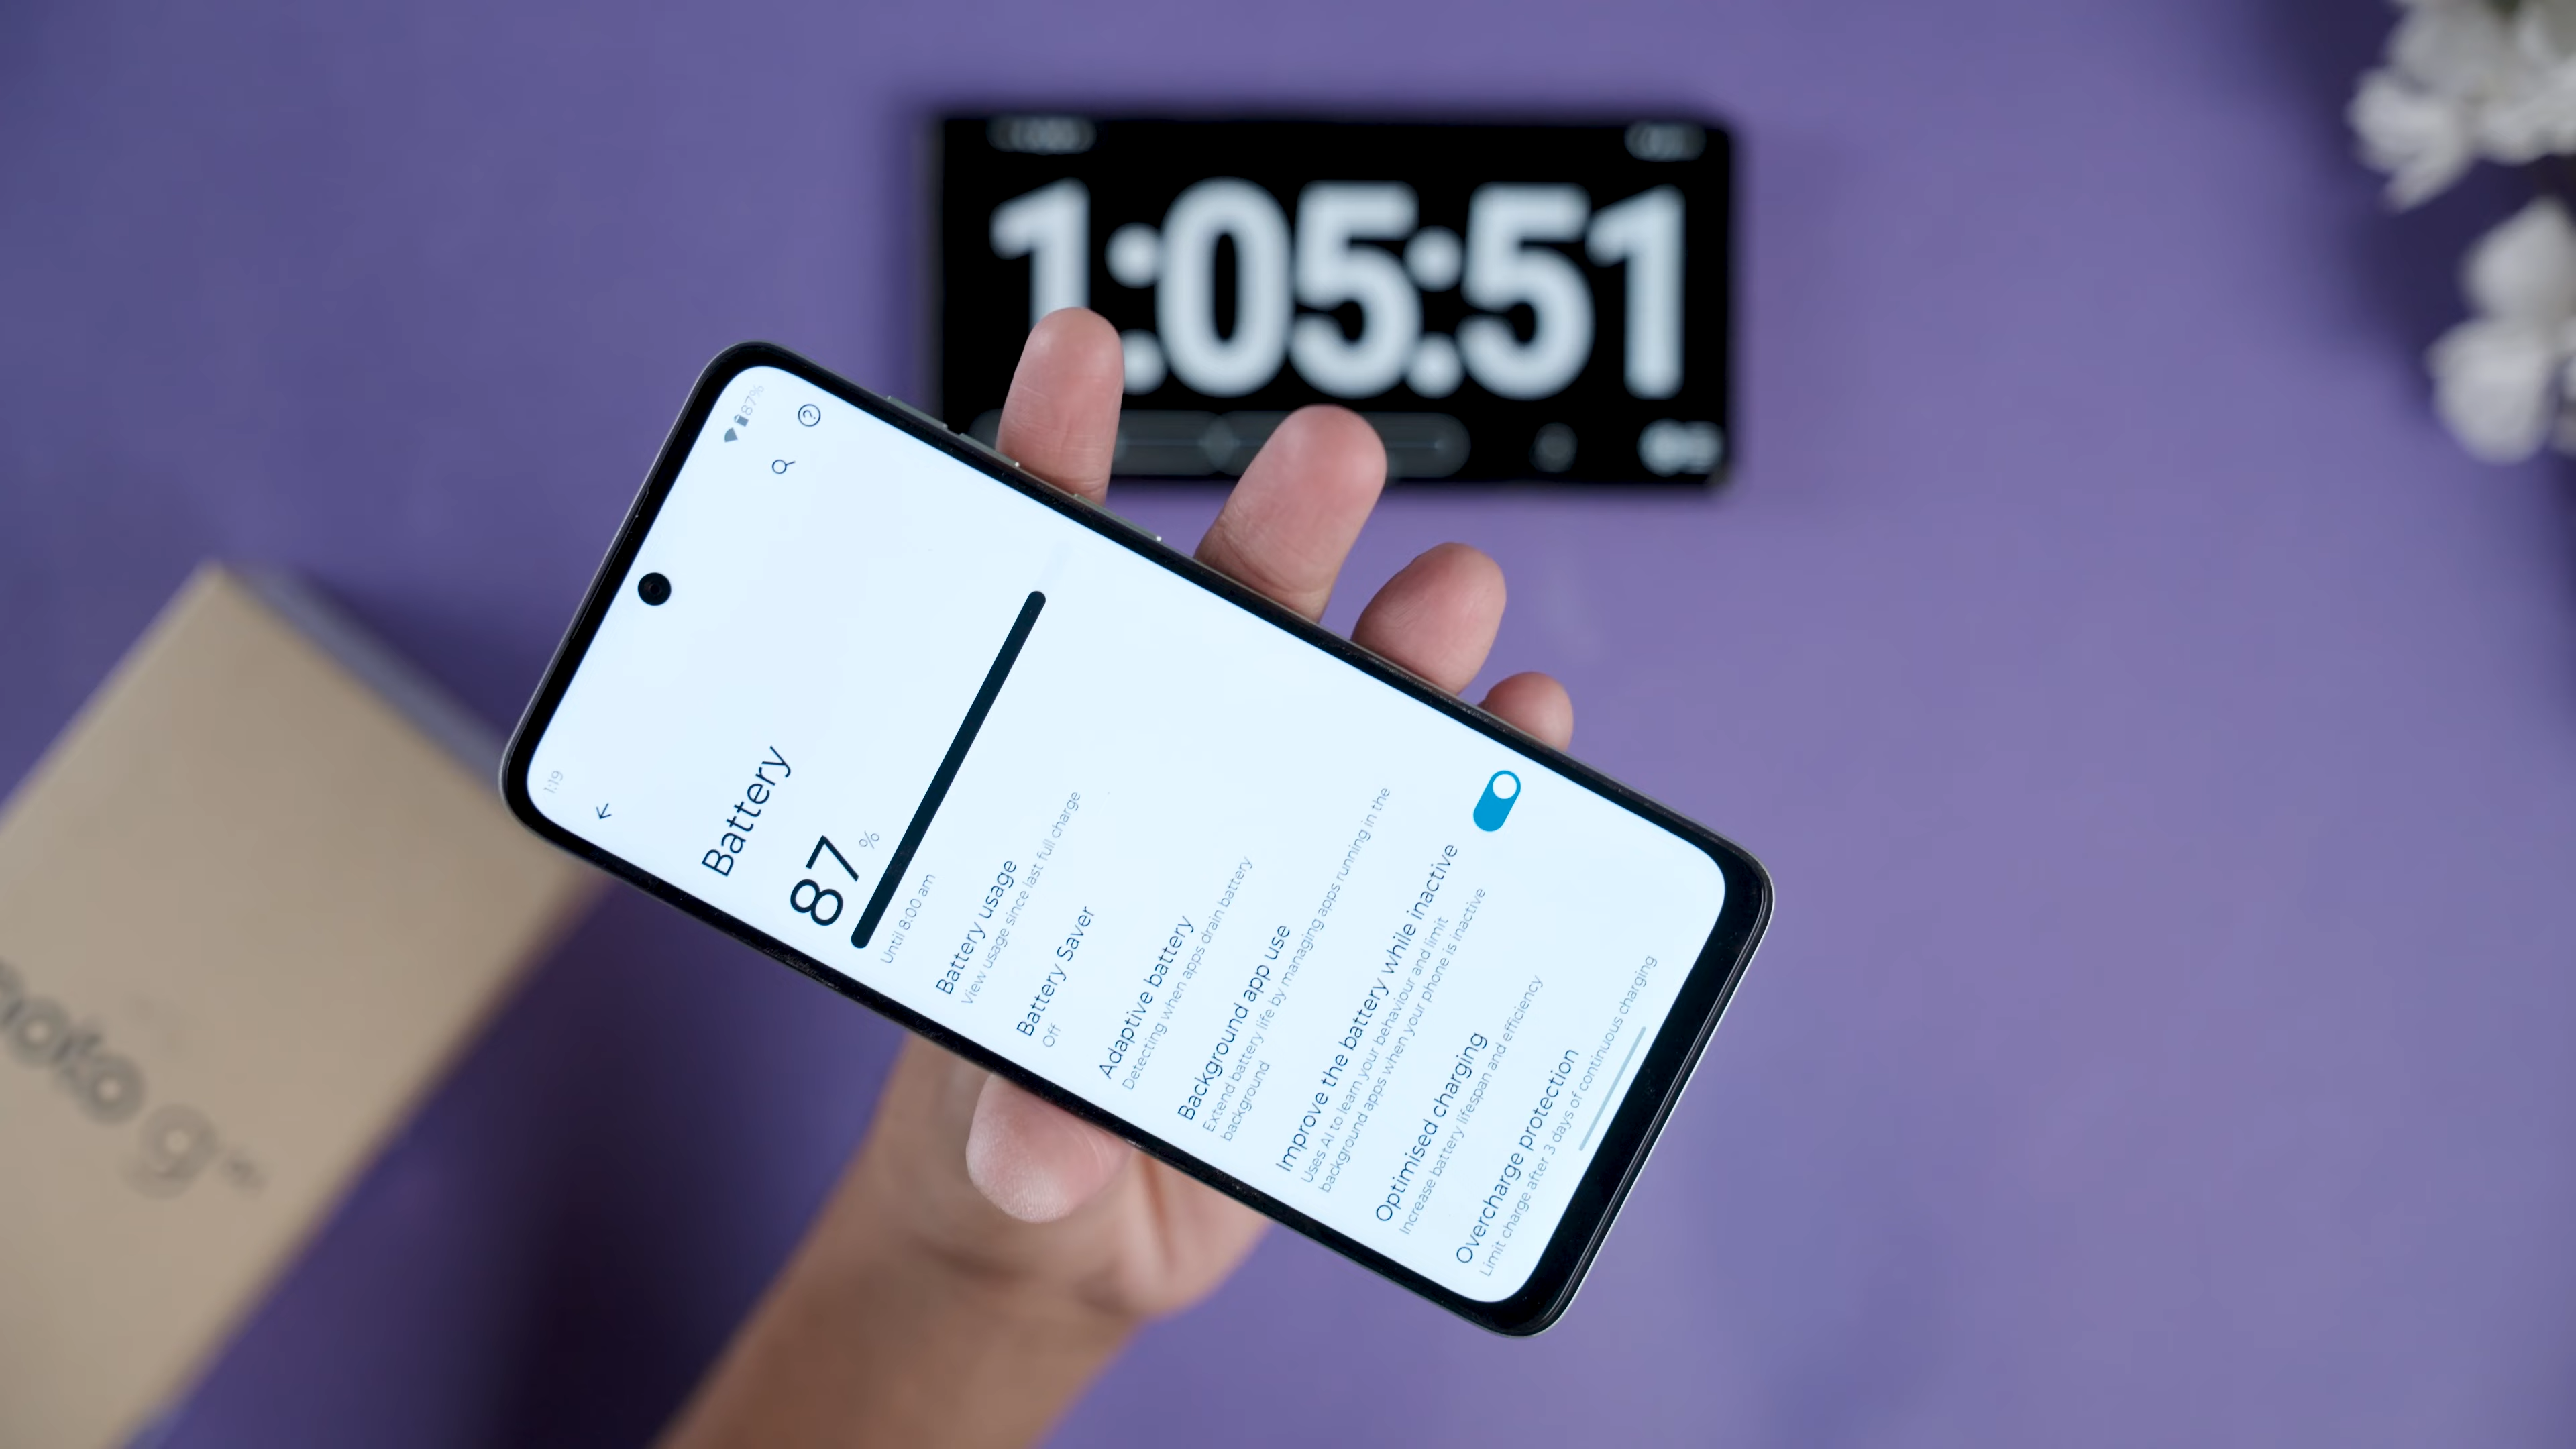 1:05:51
1:19
87%
Battery
87 %
Until 8:00 am
Battery usage
View usage since last full charge
Battery Saver
Off
Adaptive battery
Detecting when apps drain battery
Background app use
Extend battery life by managing apps running in the
background
Improve the battery while inactive
Uses AI to learn your behaviour and limit
background apps when your phone is inactive
Optimised charging
Increase battery lifespan and efficiency
Overcharge protection
Limit charge after 3 days of continuous charging
moto g